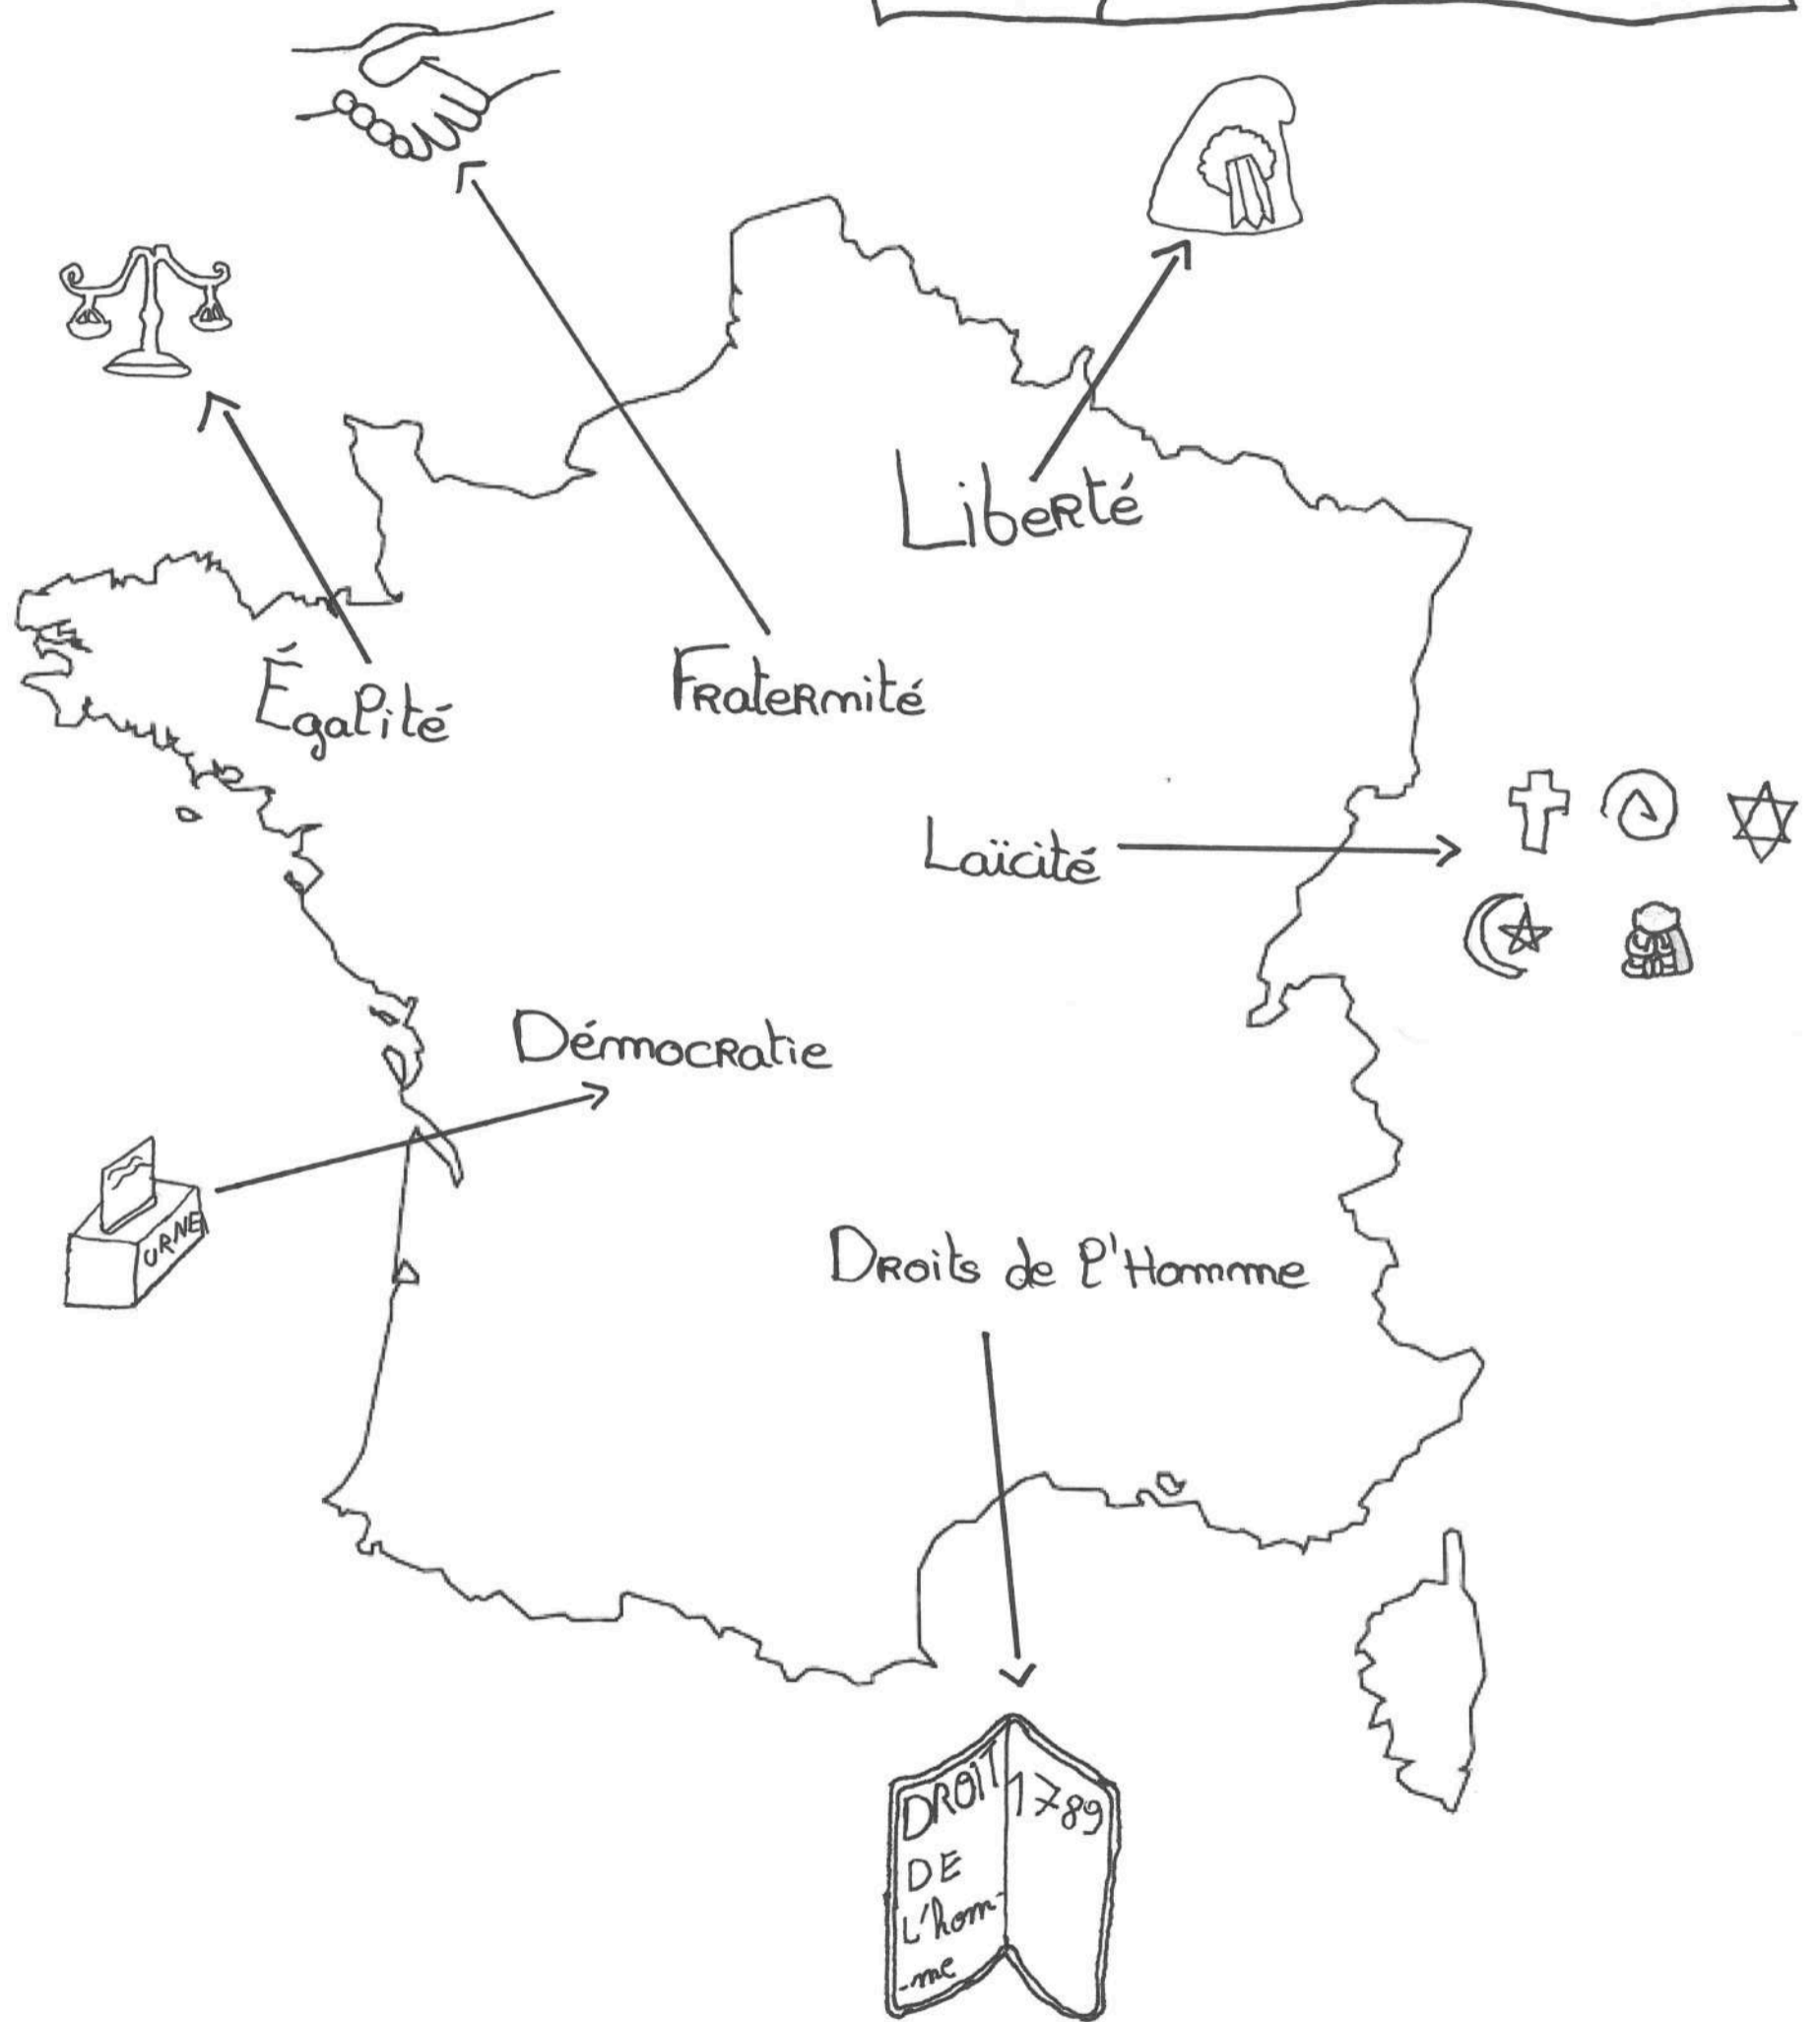 Liberté
Égalité
Fraternité
Laïcité
Démocratie
URNE
Droits de l'Homme
DROIT
DE
L'hom-
-me
1789